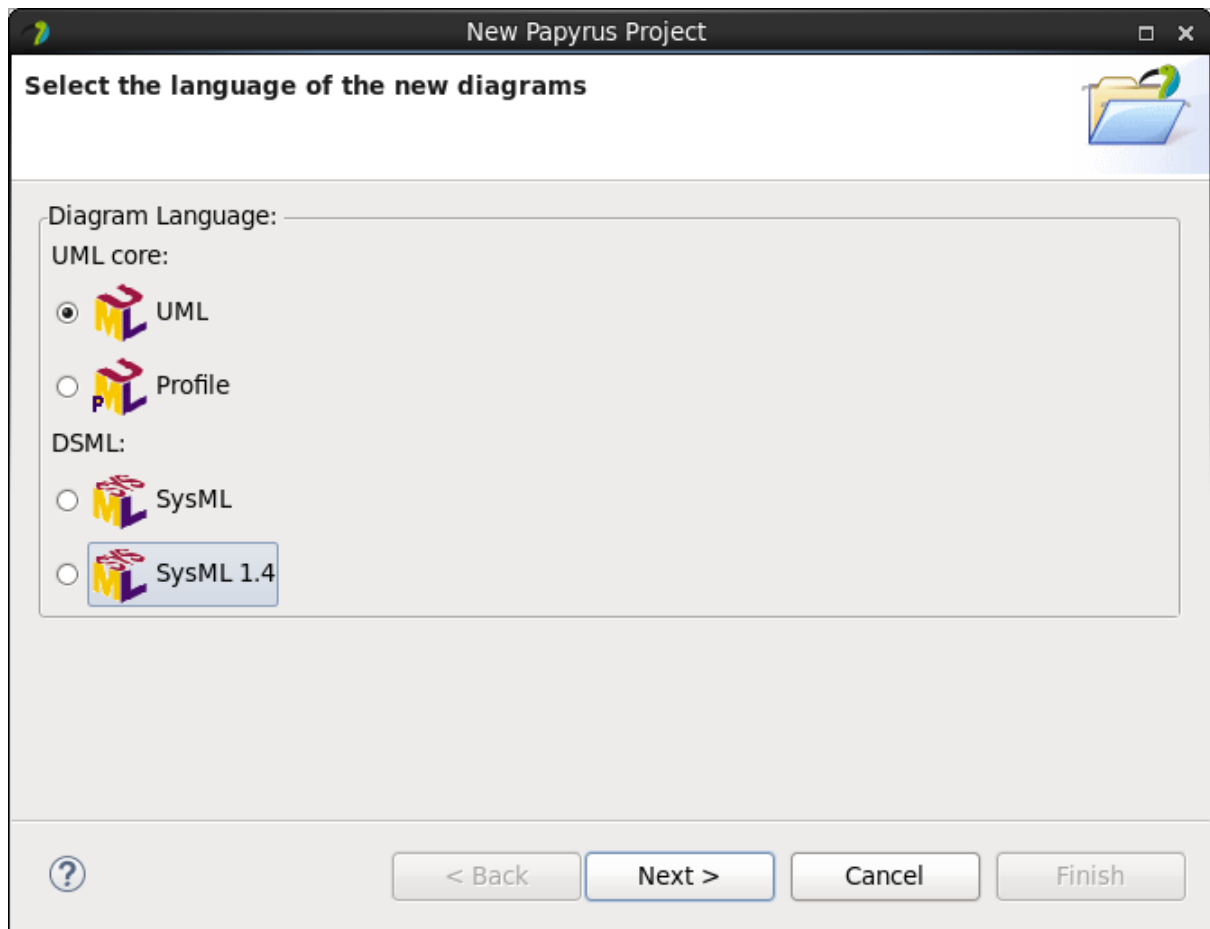 New Papyrus Project
Select the language of the new diagrams
Diagram Language:
UML core:
UML
Profile
DSML:
SysML
SysML 1.4
< Back Next > Cancel Finish